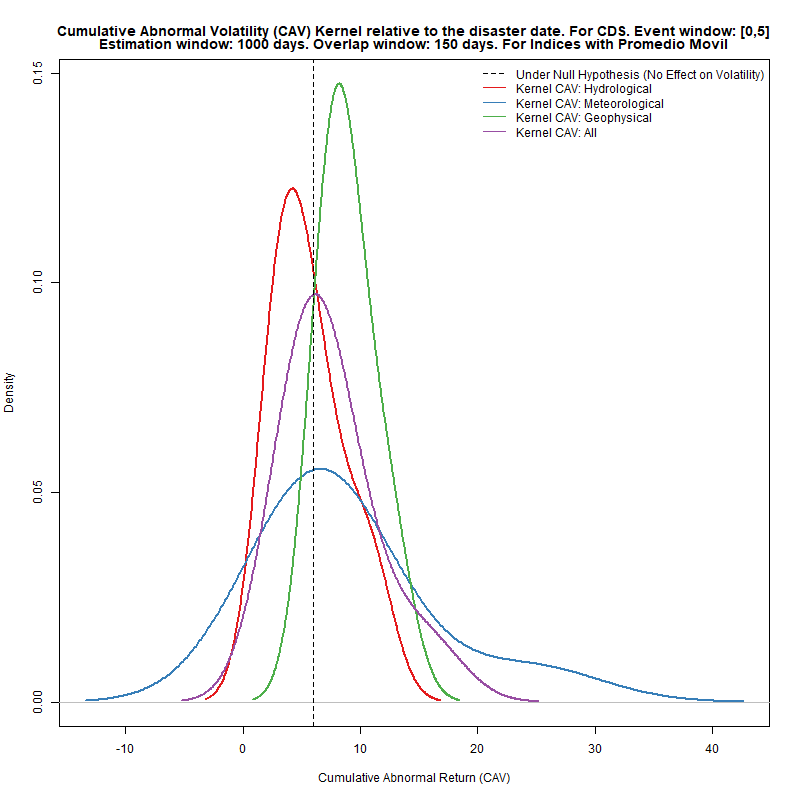 Cumulative Abnormal Volatility (CAV) Kernel relative to the disaster date. For CDS. Event window: [0,5]
Estimation window: 1000 days. Overlap window: 150 days. For Indices with Promedio Movil
Under Null Hypothesis (No Effect on Volatility)
Kernel CAV: Hydrological
Kernel CAV: Meteorological
Kernel CAV: Geophysical
Kernel CAV: All
Density
0.15
0.10
0.05
0.00
-10 0 10 20 30 40
Cumulative Abnormal Return (CAV)